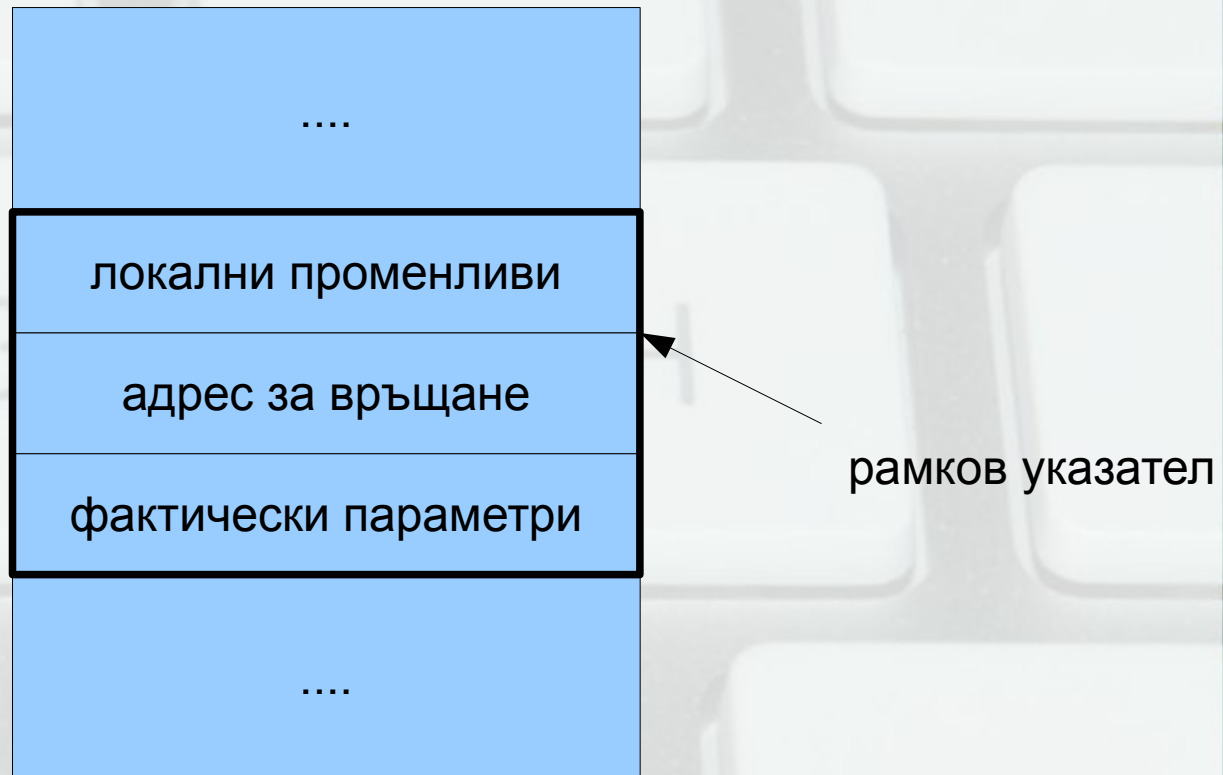 ....
локални променливи
адрес за връщане
рамков указател
фактически параметри
....